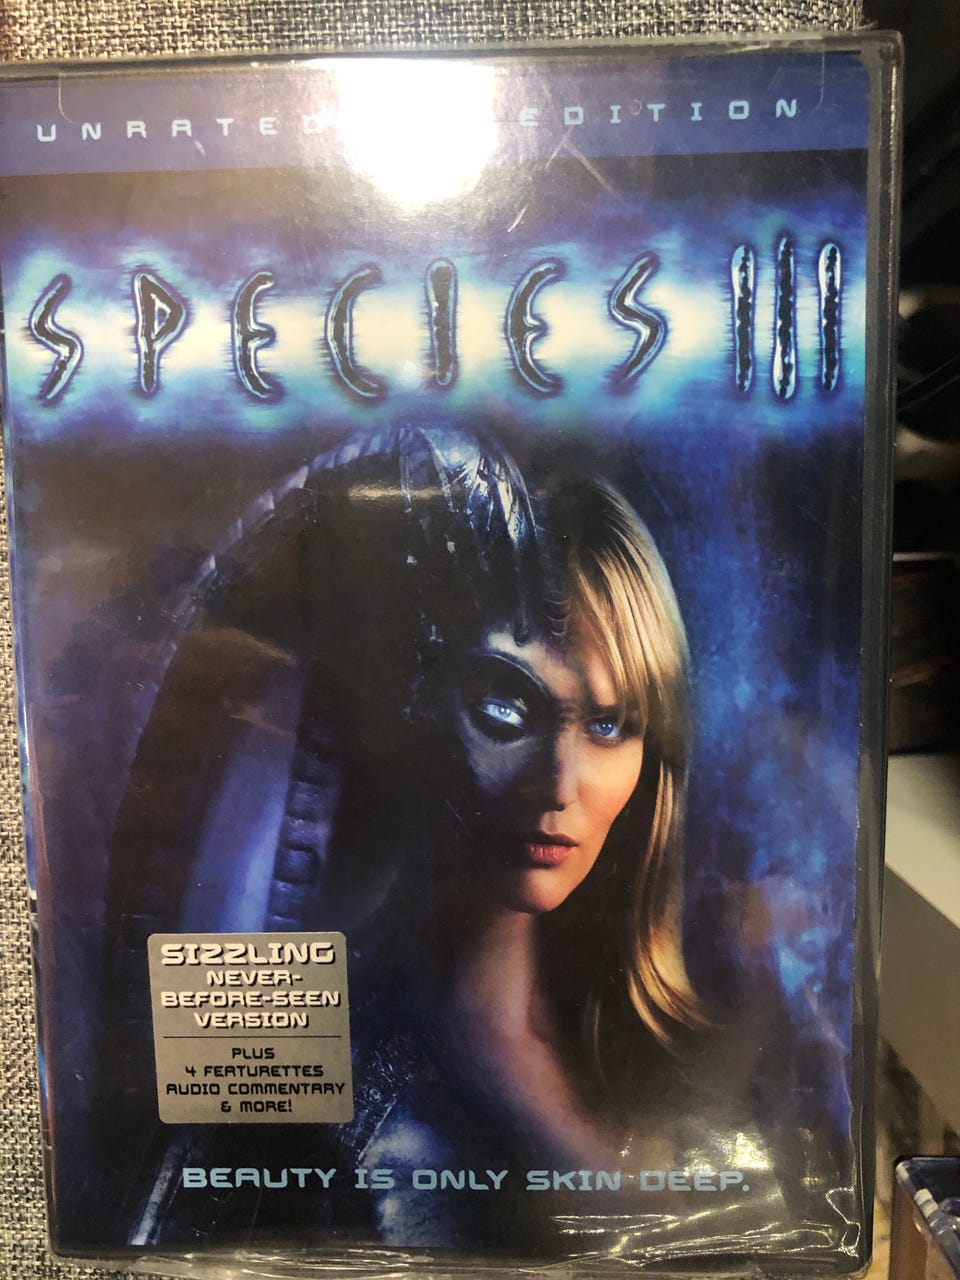 UNRATED EDITION
SPECIES III
SIZZLING
NEVER-
BEFORE-SEEN
VERSION
PLUS
4 FEATURETTES
AUDIO COMMENTARY
& MORE!
BEAUTY IS ONLY SKIN DEEP.